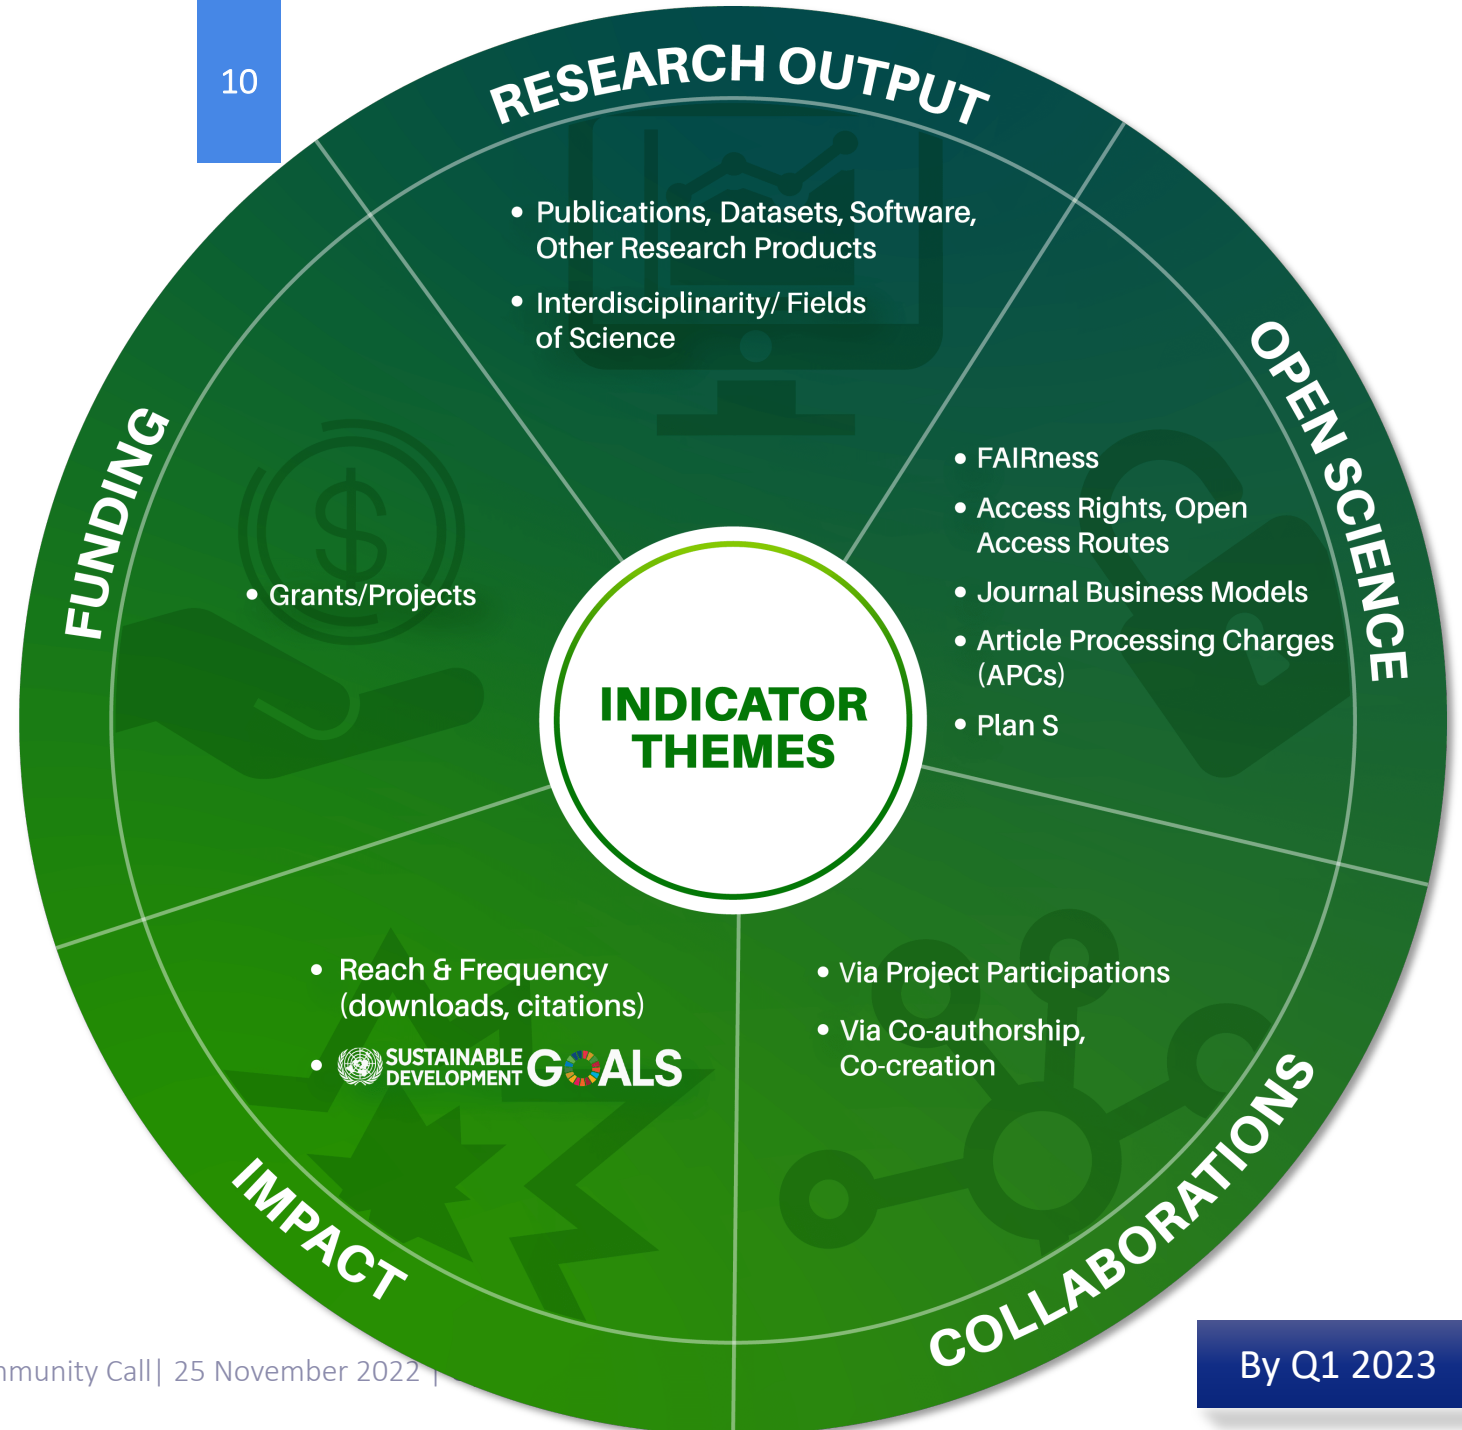 10
RESEARCH OUTPUT
• Publications, Datasets, Software,
Other Research Products
• Interdisciplinarity/ Fields
of Science
OPEN SCIENCE
• FAIRness
• Access Rights, Open
Access Routes
• Journal Business Models
• Article Processing Charges
(APCs)
• Plan S
FUNDING
• Grants/Projects
INDICATOR
THEMES
IMPACT
• Reach & Frequency
(downloads, citations)
• SUSTAINABLE
DEVELOPMENT GOALS
COLLABORATIONS
• Via Project Participations
• Via Co-authorship,
Co-creation
Call| 25 November 2022 |
By Q1 2023